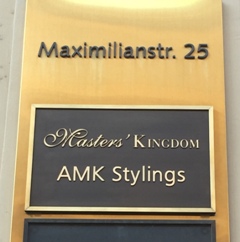 Maximilianstr. 25
Masters' KINGDOM
AMK Stylings